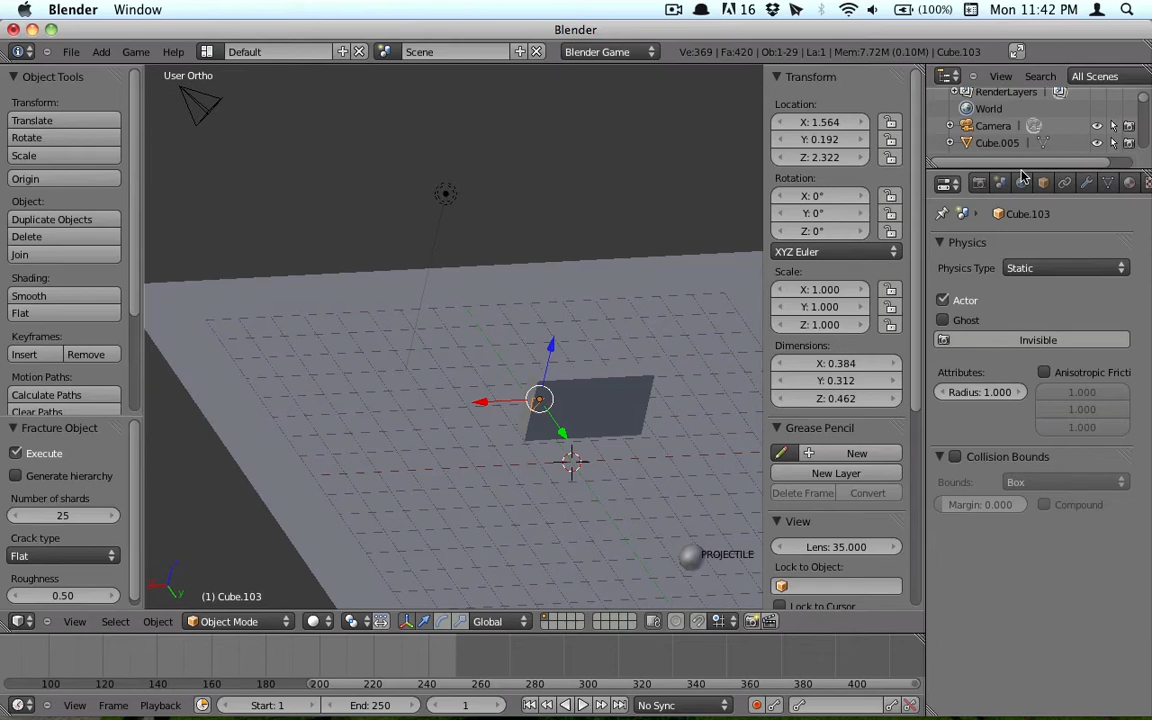 Blender Window 16 (100%) Mon 11:42 PM
Blender
File Add Game Help Default Scene Blender Game Ve:369 | Fa:420 | Ob:1-29 | La:1 | Mem:7.72M (0.10M) | Cube.103
Object Tools
Transform:
Translate
Rotate
Scale
Origin
Object:
Duplicate Objects
Delete
Join
Shading:
Smooth
Flat
Keyframes:
Insert Remove
Motion Paths:
Calculate Paths
Clear Paths
Fracture Object
Execute
Generate hierarchy
Number of shards
25
Crack type
Flat
Roughness
0.50
User Ortho
PROJECTILE
(1) Cube.103
Transform
Location:
X: 1.564
Y: 0.192
Z: 2.322
Rotation:
X: 0°
Y: 0°
Z: 0°
XYZ Euler
Scale:
X: 1.000
Y: 1.000
Z: 1.000
Dimensions:
X: 0.384
Y: 0.312
Z: 0.462
Grease Pencil
New
New Layer
Delete Frame Convert
View
Lens: 35.000
Lock to Object:
Lock to Cursor
View Search All Scenes
RenderLayers
World
Camera
Cube.005
Cube.103
Physics
Physics Type Static
Actor
Ghost
Invisible
Attributes: Anisotropic Fricti
Radius: 1.000 1.000
1.000
1.000
Collision Bounds
Bounds: Box
Margin: 0.000 Compound
View Select Object Object Mode Global
100 120 140 160 180 200 220 240 260 280 300 320 340 360 380 400
View Frame Playback Start: 1 End: 250 1 No Sync